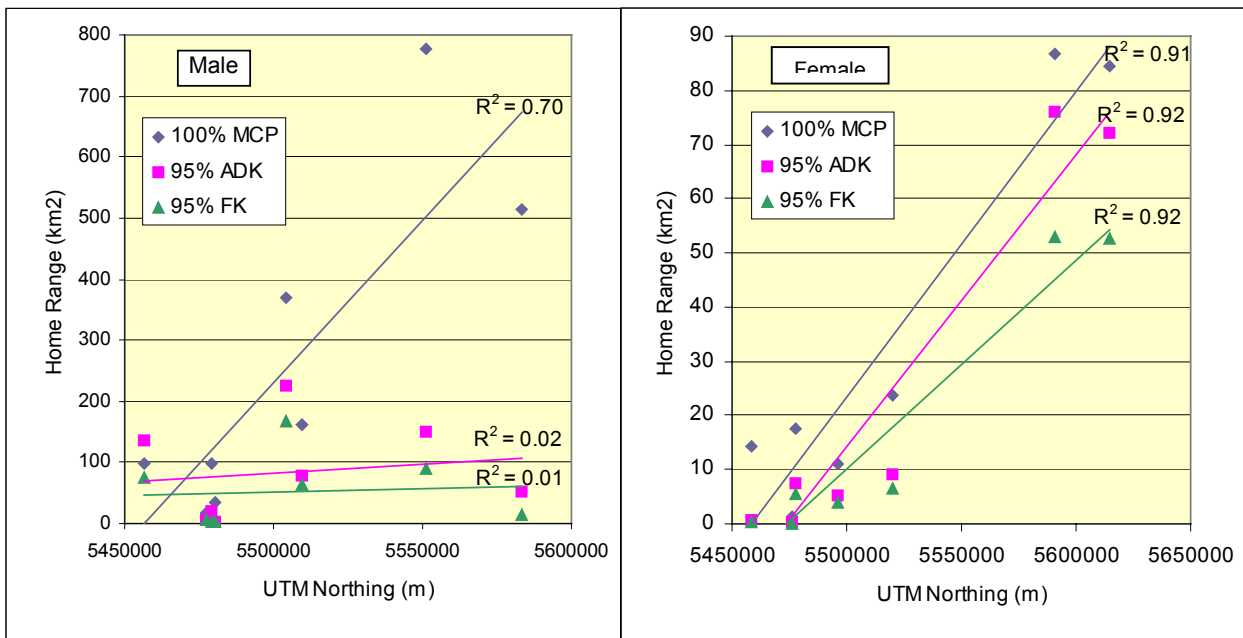 Male
100% MCP
95% ADK
95% FK
R² = 0.70
R² = 0.02
R² = 0.01
800
700
600
500
400
300
200
100
0
Home Range (km2)
5450000 5500000 5550000 5600000
UTM Northing (m)
Female
100% MCP
95% ADK
95% FK
R² = 0.91
R² = 0.92
R² = 0.92
90
80
70
60
50
40
30
20
10
0
Home Range (km2)
5450000 5500000 5550000 5600000 5650000
UTM Northing (m)